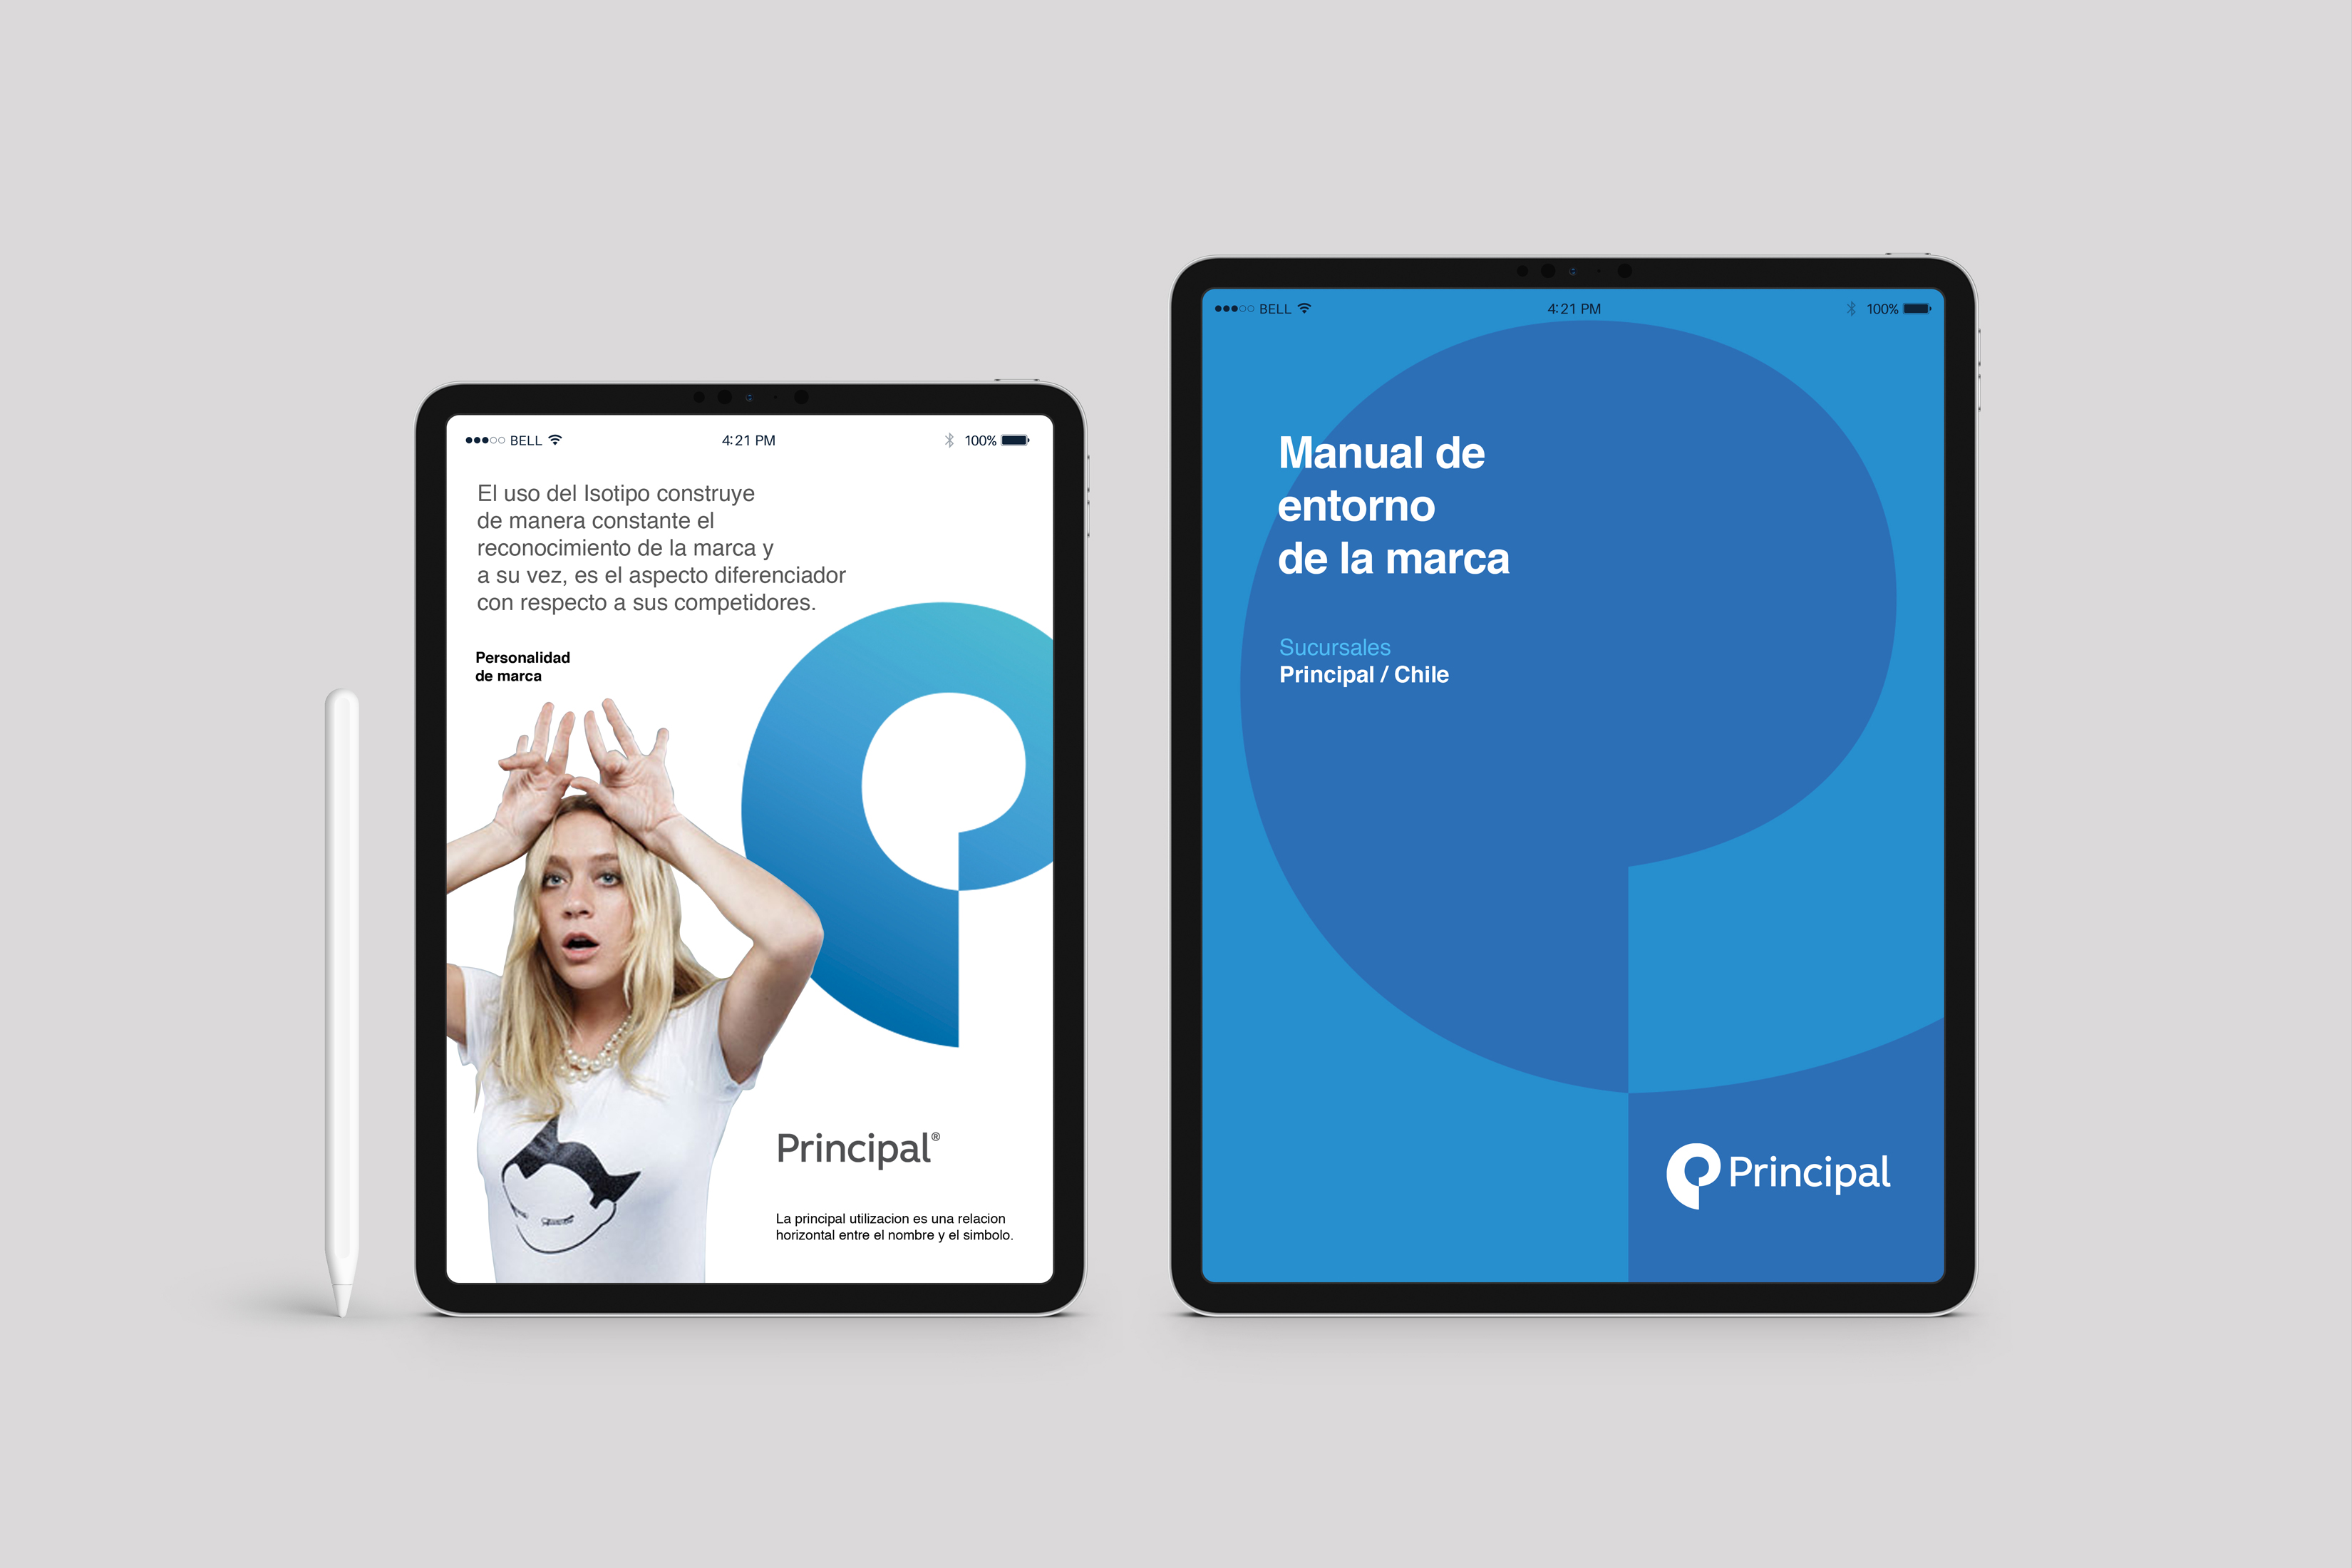 BELL 4:21 PM 100%
El uso del Isotipo construye
de manera constante el
reconocimiento de la marca y
a su vez, es el aspecto diferenciador
con respecto a sus competidores.
Personalidad
de marca
Principal®
La principal utilizacion es una relacion
horizontal entre el nombre y el simbolo.
BELL 4:21 PM 100%
Manual de
entorno
de la marca
Sucursales
Principal / Chile
Principal